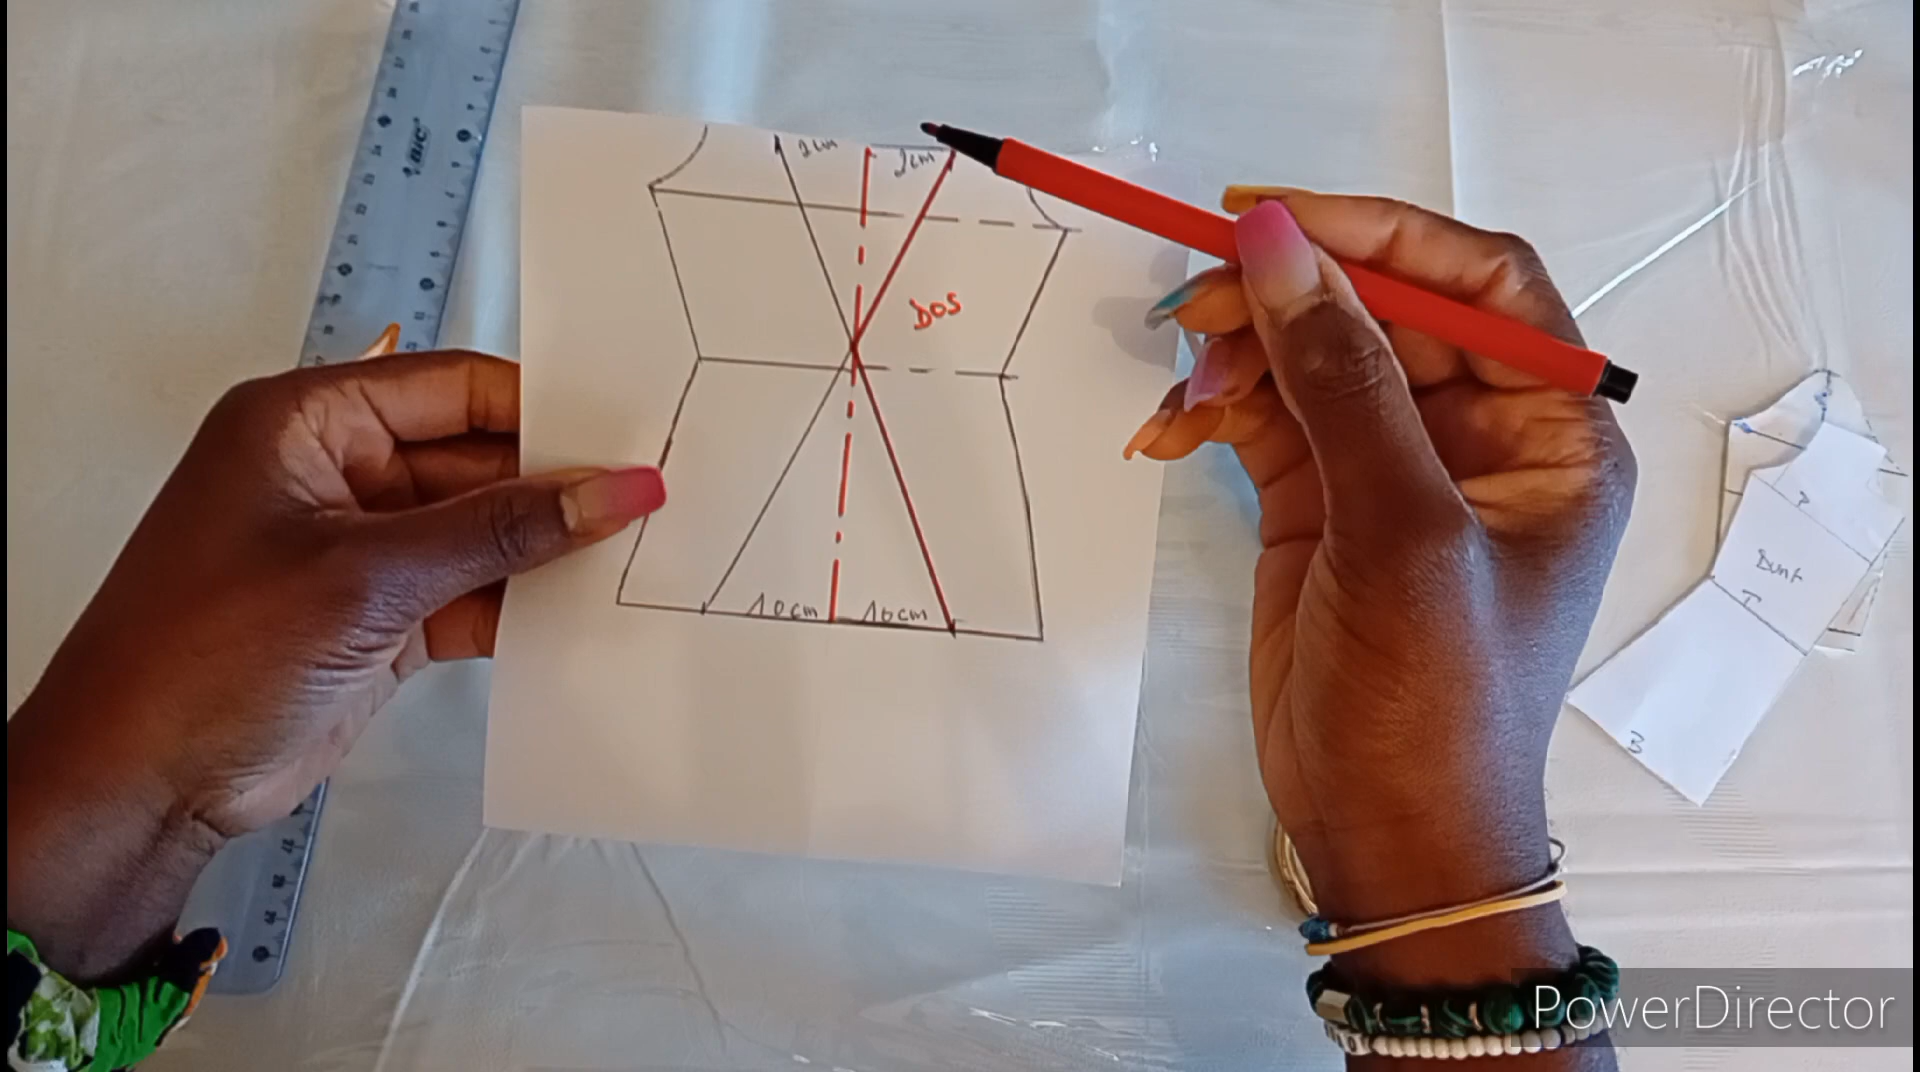 2cm
2cm
DOS
10cm
10cm
BIC
T
B
PowerDirector